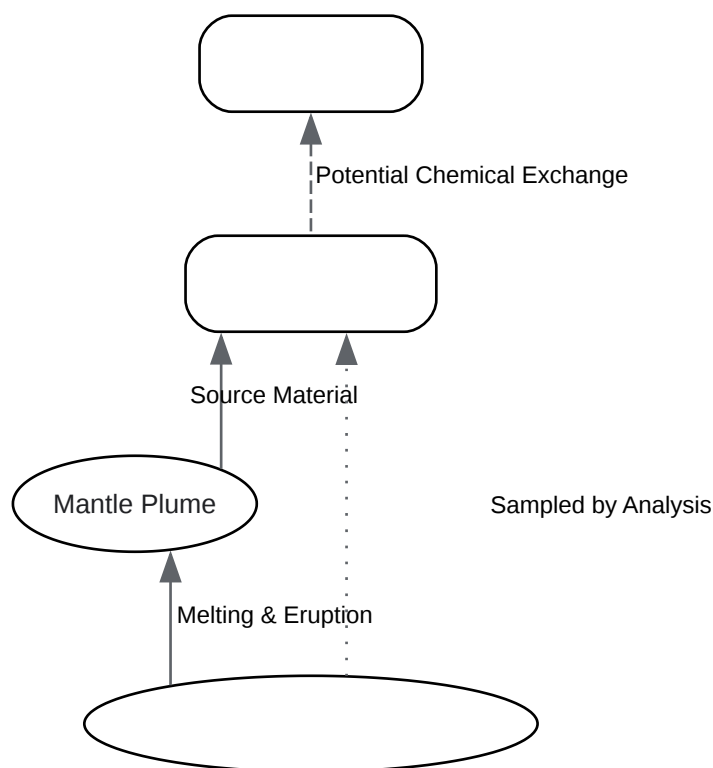 Potential Chemical Exchange
Source Material
Mantle Plume
Sampled by Analysis
Melting & Eruption